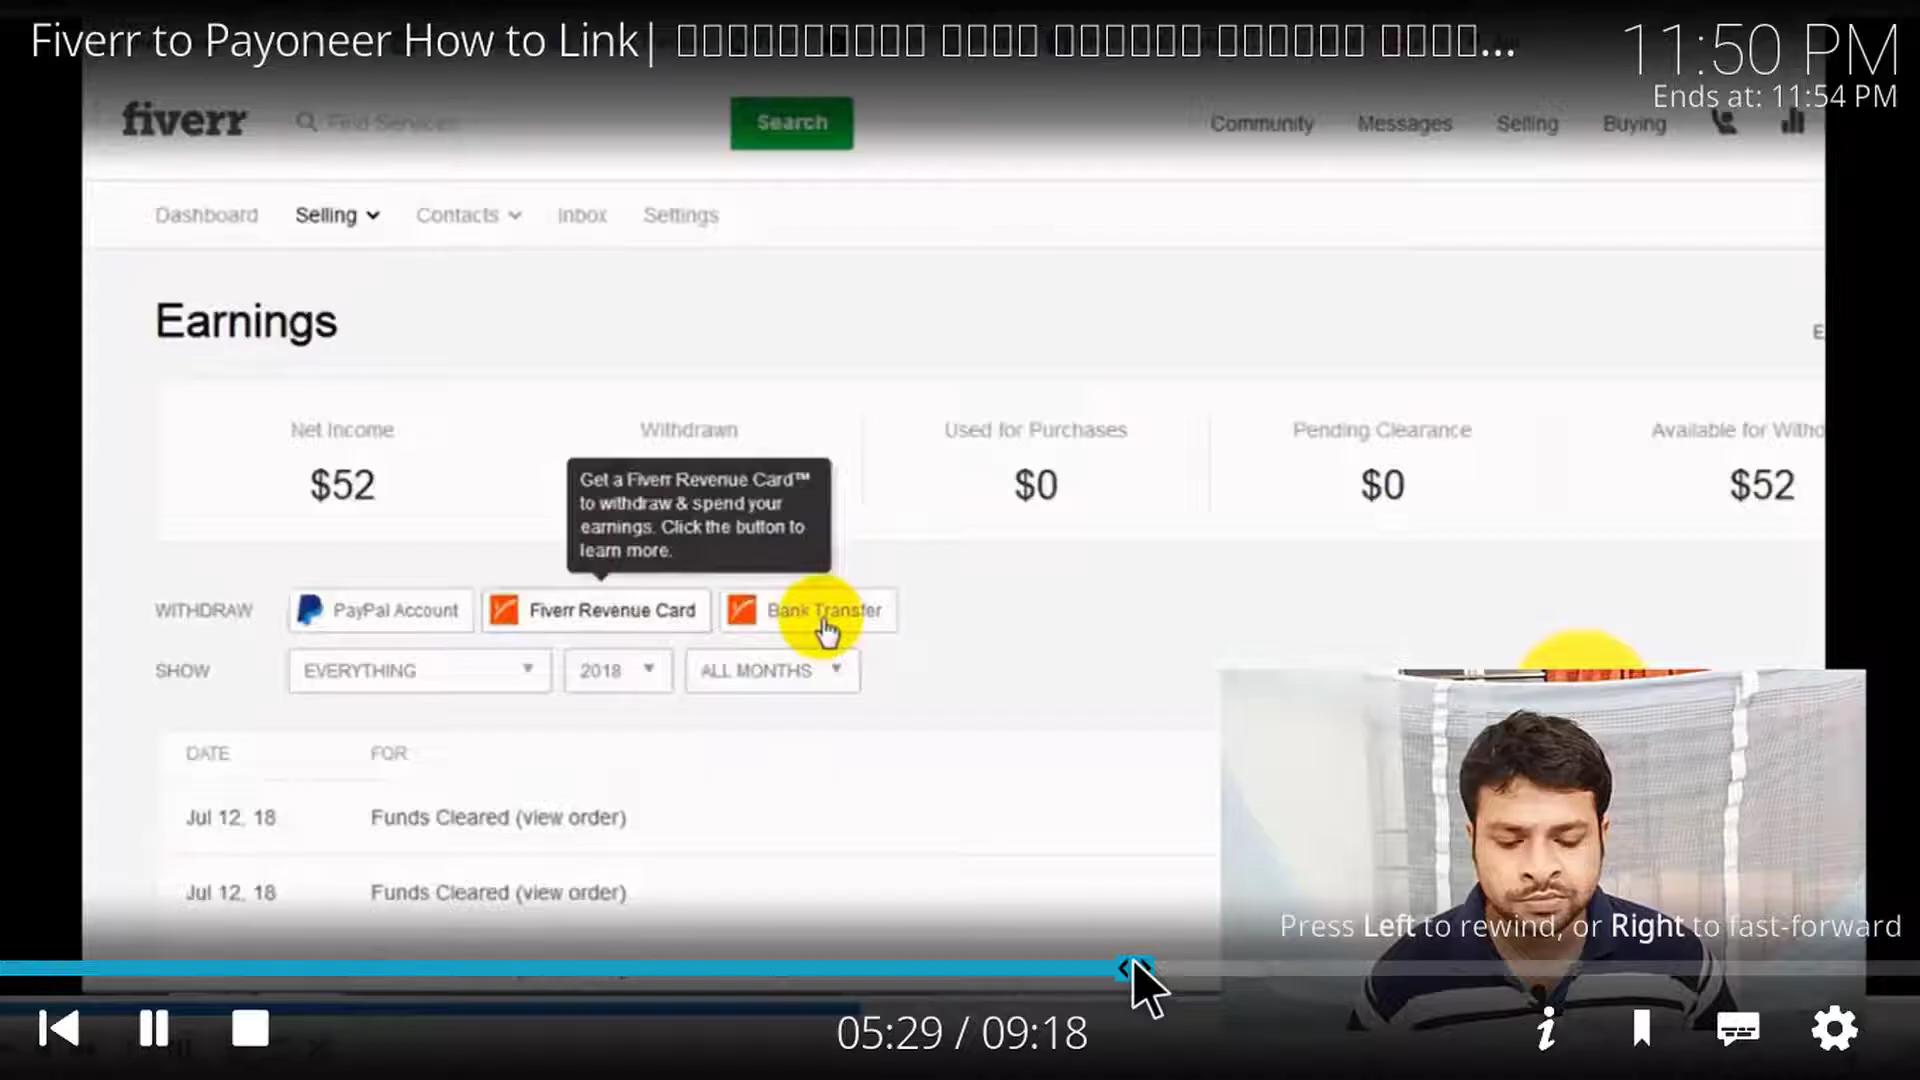 Fiverr to Payoneer How to Link|
11:50 PM
Ends at: 11:54 PM
fiverr
Find Services
Search
Community Messages Selling Buying
Dashboard Selling Contacts Inbox Settings
Earnings
E
Net Income Withdrawn Used for Purchases Pending Clearance Available for Withd
$52 $0 $0 $52
Get a Fiverr Revenue Card™
to withdraw & spend your
earnings. Click the button to
learn more.
WITHDRAW PayPal Account Fiverr Revenue Card Bank Transfer
SHOW EVERYTHING 2018 ALL MONTHS
DATE FOR
Jul 12, 18 Funds Cleared (view order)
Jul 12, 18 Funds Cleared (view order)
Press Left to rewind, or Right to fast-forward
05:29 / 09:18